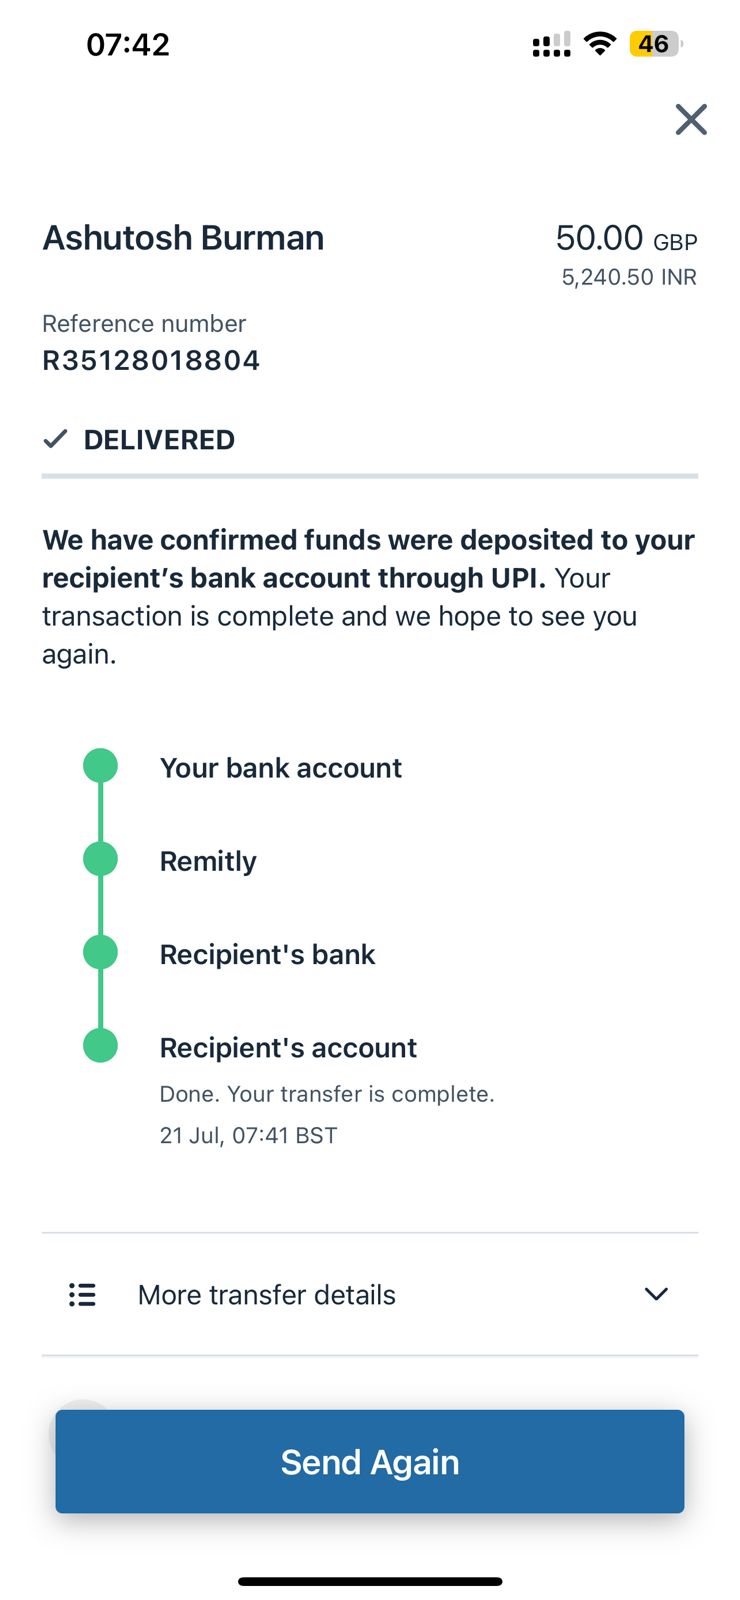 07:42
46
Ashutosh Burman
50.00 GBP
5,240.50 INR
Reference number
R35128018804
DELIVERED
We have confirmed funds were deposited to your
recipient’s bank account through UPI. Your
transaction is complete and we hope to see you
again.
Your bank account
Remitly
Recipient's bank
Recipient's account
Done. Your transfer is complete.
21 Jul, 07:41 BST
More transfer details
Send Again